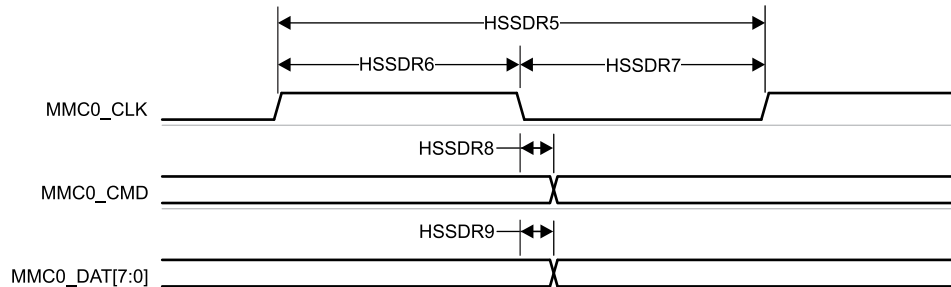 HSSDR5
HSSDR6 HSSDR7
MMC0_CLK
HSSDR8
MMC0_CMD
HSSDR9
MMC0_DAT[7:0]